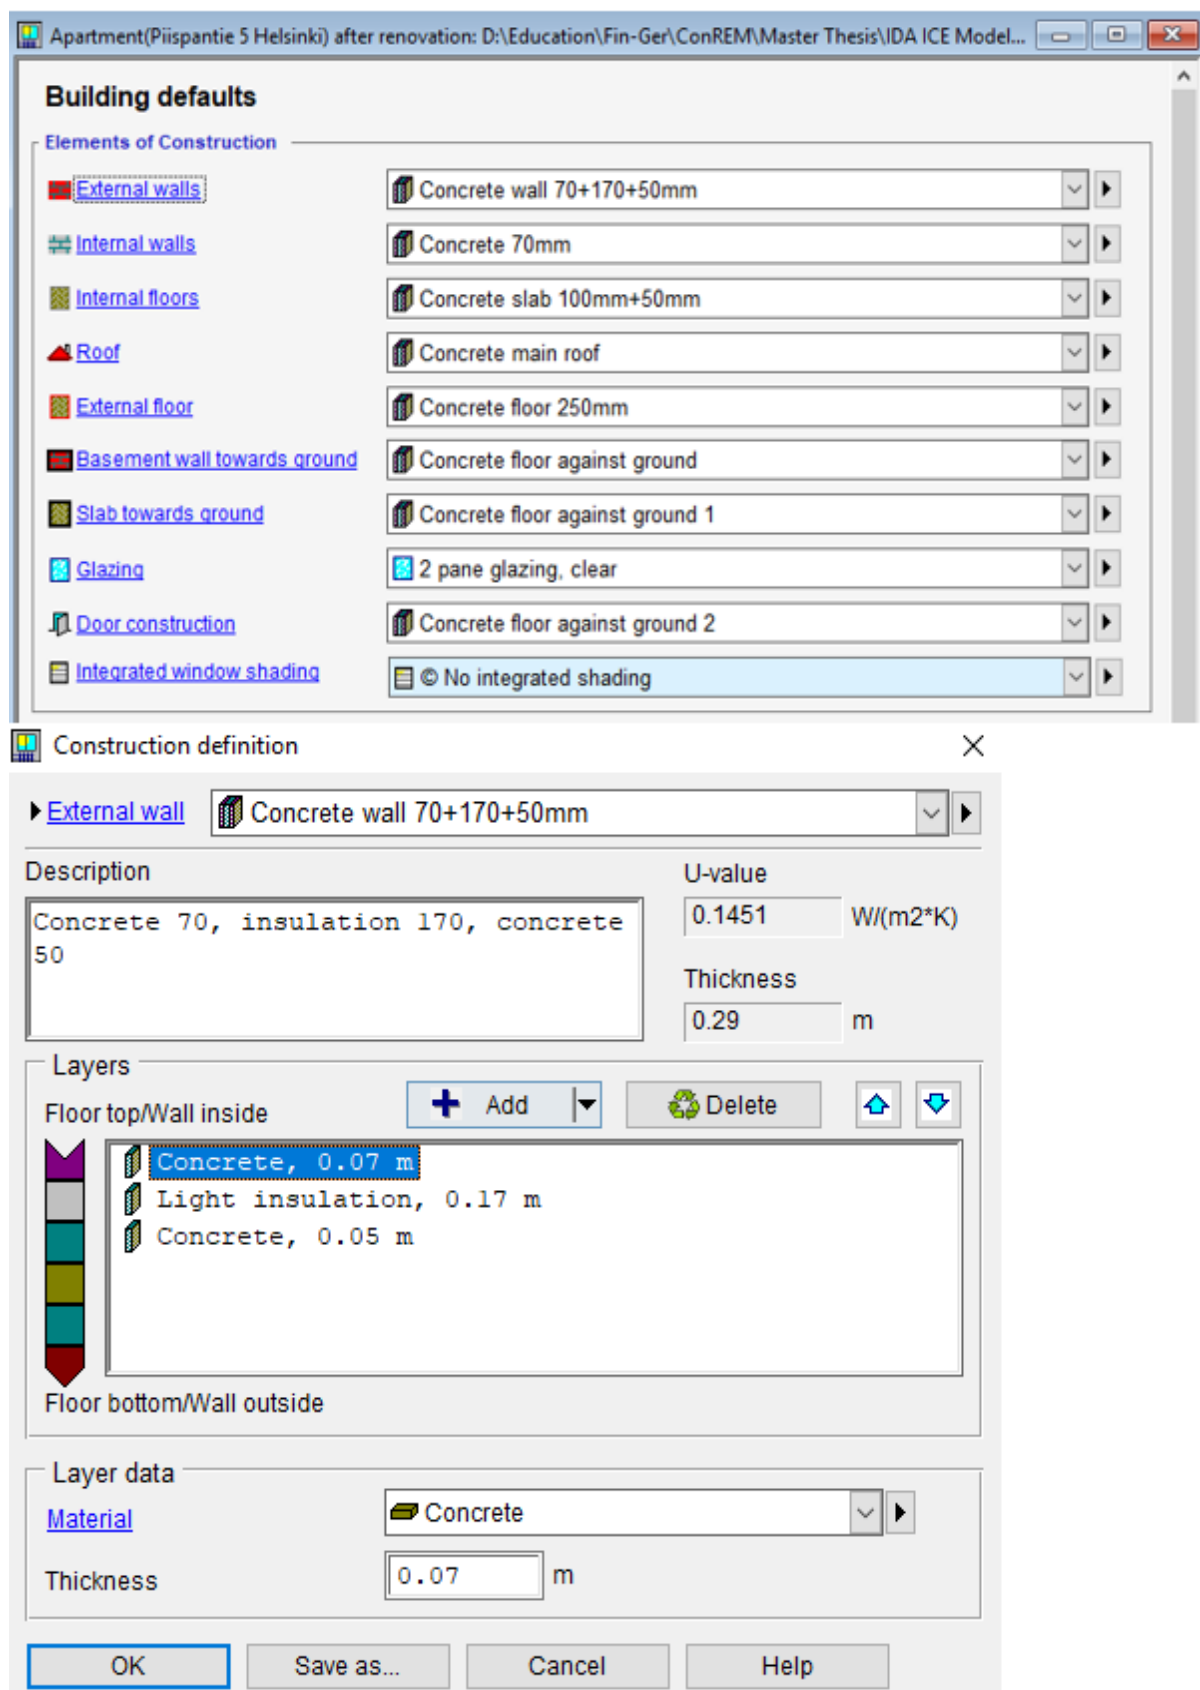 Apartment(Piispantie 5 Helsinki) after renovation: D:\Education\Fin-Ger\ConREM\Master Thesis\IDA ICE Model...
Building defaults
Elements of Construction
External walls Concrete wall 70+170+50mm
Internal walls Concrete 70mm
Internal floors Concrete slab 100mm+50mm
Roof Concrete main roof
External floor Concrete floor 250mm
Basement wall towards ground Concrete floor against ground
Slab towards ground Concrete floor against ground 1
Glazing 2 pane glazing, clear
Door construction Concrete floor against ground 2
Integrated window shading © No integrated shading
Construction definition
External wall Concrete wall 70+170+50mm
Description U-value
Concrete 70, insulation 170, concrete 0.1451 W/(m2*K)
50
Thickness
0.29 m
Layers
Floor top/Wall inside Add Delete
Concrete, 0.07 m
Light insulation, 0.17 m
Concrete, 0.05 m
Floor bottom/Wall outside
Layer data
Material Concrete
Thickness 0.07 m
OK Save as... Cancel Help